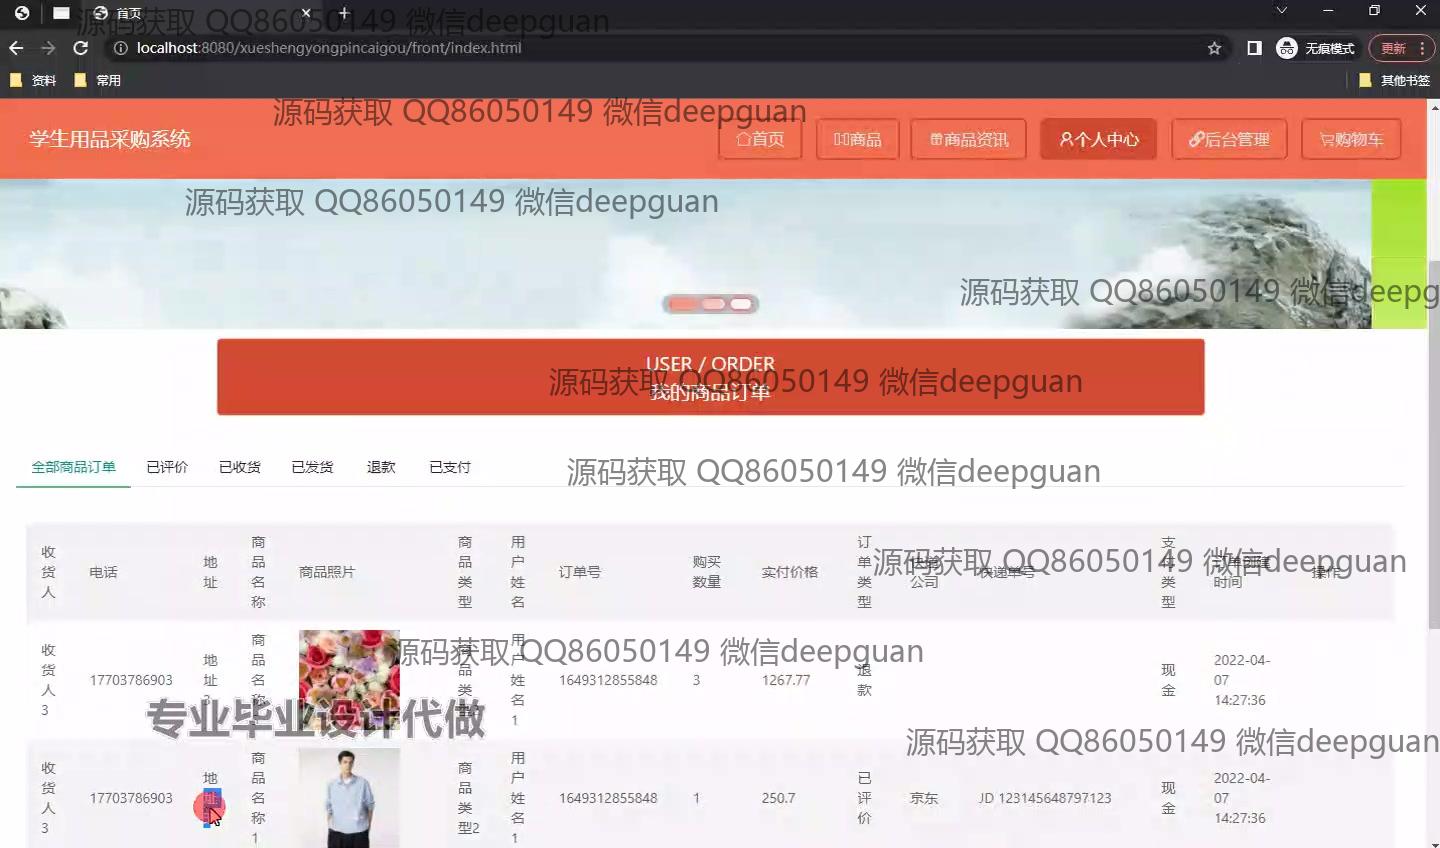 首页
localhost:8080/xueshengyongpincaigou/front/index.html
无痕模式
更新
资料
常用
其他书签
源码获取 QQ86050149 微信deepguan
源码获取 QQ86050149 微信deepguan
学生用品采购系统
首页
商品
商品资讯
个人中心
后台管理
购物车
源码获取 QQ86050149 微信deepguan
源码获取 QQ86050149 微信deepg
USER / ORDER
我的商品订单
源码获取 QQ86050149 微信deepguan
全部商品订单
已评价
已收货
已发货
退款
已支付
源码获取 QQ86050149 微信deepguan
收货人
电话
地址
商品名称
商品照片
商品类型
用户姓名
订单号
购买数量
实付价格
订单类型
快递公司
快递单号
支付类型
订单创建时间
操作
源码获取 QQ86050149 微信deepguan
收货人3
17703786903
地址3
商品名称
商品类
用户姓名1
1649312855848
3
1267.77
退款
现金
2022-04-07 14:27:36
源码获取 QQ86050149 微信deepguan
专业毕业设计代做
源码获取 QQ86050149 微信deepguan
收货人3
17703786903
地
商品名称1
商品类型2
用户姓名1
1649312855848
1
250.7
已评价
京东
JD 123145648797123
现金
2022-04-07 14:27:36